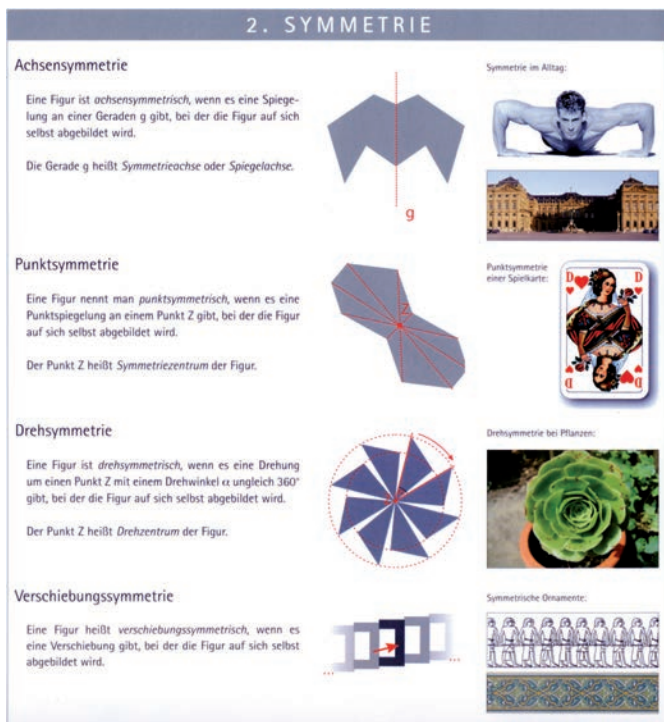 2. SYMMETRIE
Achsensymmetrie
Eine Figur ist achsensymmetrisch, wenn es eine Spiege-
lung an einer Geraden g gibt, bei der die Figur auf sich
selbst abgebildet wird.
Die Gerade g heißt Symmetrieachse oder Spiegelachse.
g
Symmetrie im Alltag:
Punktsymmetrie
Eine Figur nennt man punktsymmetrisch, wenn es eine
Punktspiegelung an einem Punkt Z gibt, bei der die Figur
auf sich selbst abgebildet wird.
Der Punkt Z heißt Symmetriezentrum der Figur.
Z
Punktsymmetrie
einer Spielkarte:
D D
D D
Drehsymmetrie
Eine Figur ist drehsymmetrisch, wenn es eine Drehung
um einen Punkt Z mit einem Drehwinkel α ungleich 360°
gibt, bei der die Figur auf sich selbst abgebildet wird.
Der Punkt Z heißt Drehzentrum der Figur.
Drehsymmetrie bei Pflanzen:
Verschiebungssymmetrie
Eine Figur heißt verschiebungssymmetrisch, wenn es
eine Verschiebung gibt, bei der die Figur auf sich selbst
abgebildet wird.
... ...
Symmetrische Ornamente: